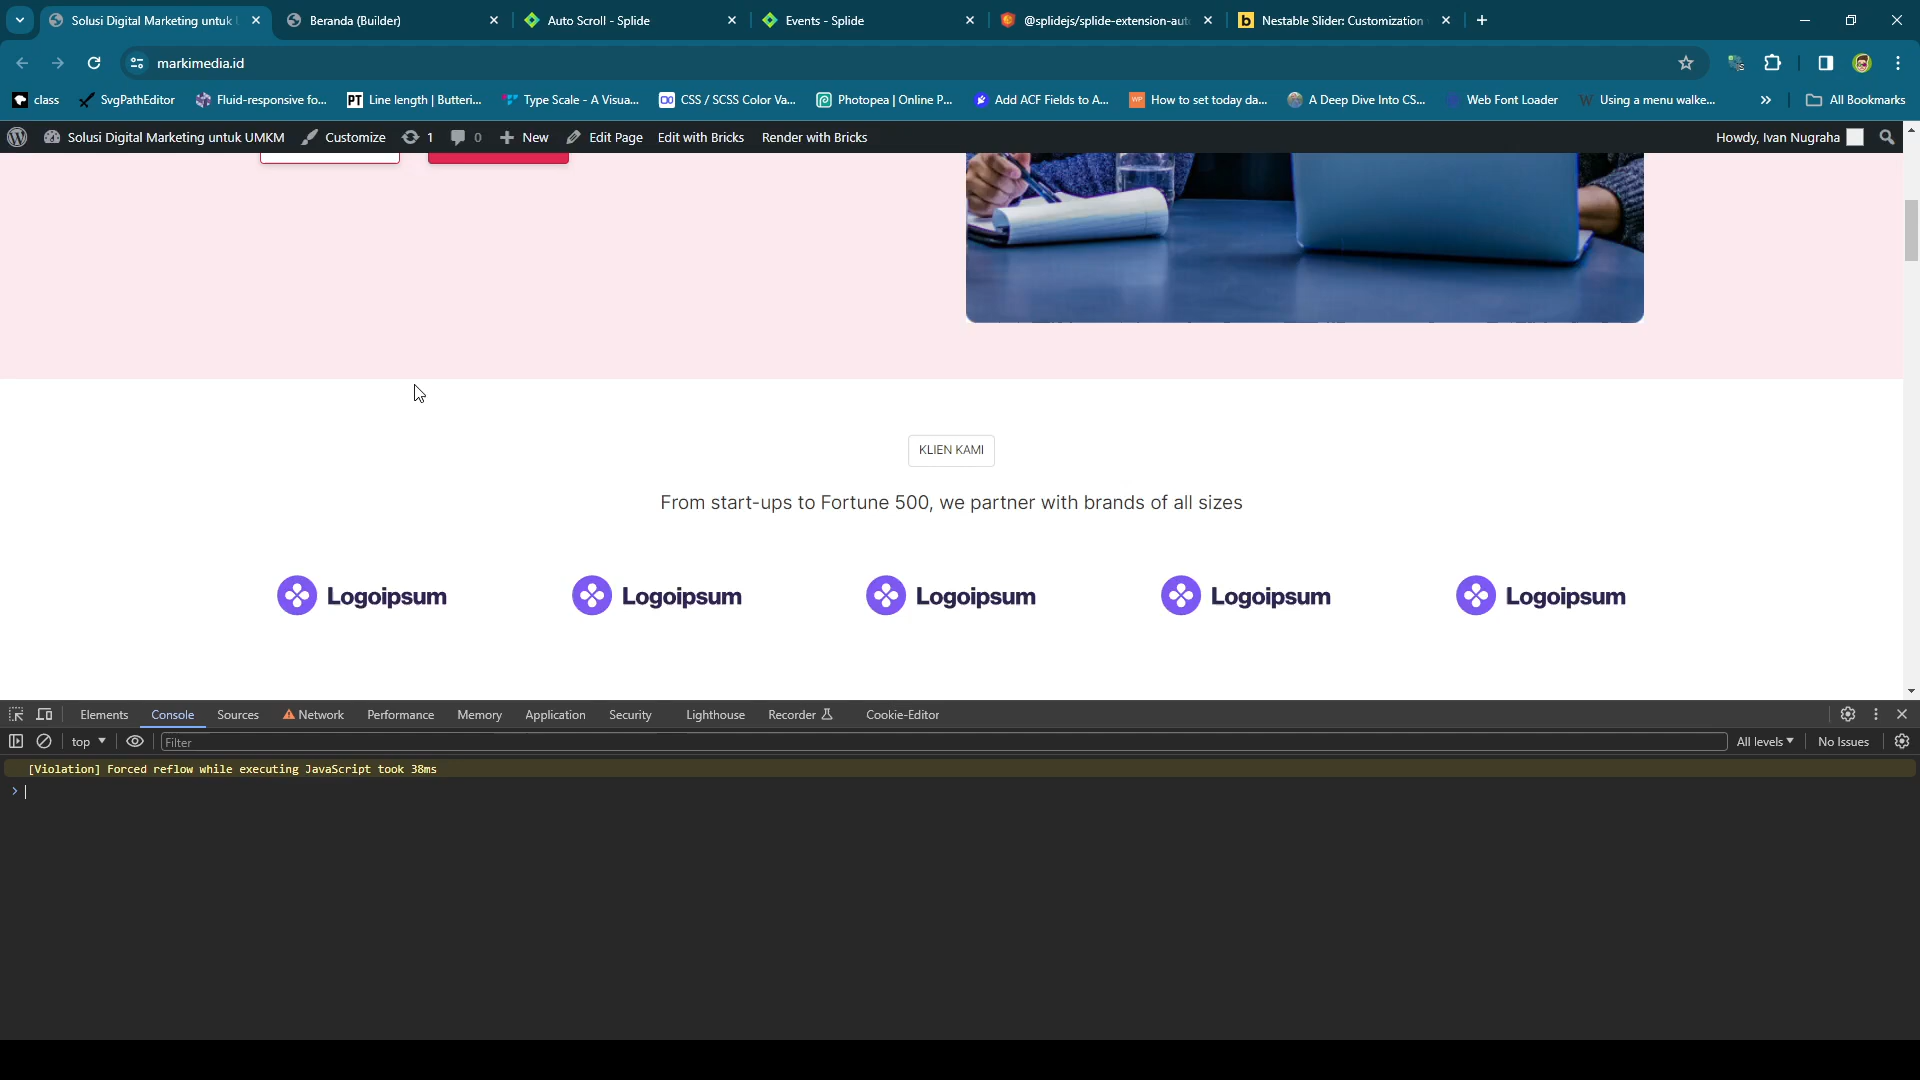 Solusi Digital Marketing untuk
Beranda (Builder)
Auto Scroll - Splide
Events - Splide
@splidejs/splide-extension-aut
Nestable Slider: Customization
markimedia.id
class
SvgPathEditor
Fluid-responsive fo...
PT
Line length | Butteri...
Type Scale - A Visua...
CSS / SCSS Color Va...
Photopea | Online P...
Add ACF Fields to A...
WP
How to set today da...
A Deep Dive Into CS...
Web Font Loader
W
Using a menu walke...
All Bookmarks
Solusi Digital Marketing untuk UMKM
Customize
1
0
New
Edit Page
Edit with Bricks
Render with Bricks
Howdy, Ivan Nugraha
KLIEN KAMI
From start-ups to Fortune 500, we partner with brands of all sizes
Logoipsum
Logoipsum
Logoipsum
Logoipsum
Logoipsum
Elements
Console
Sources
Network
Performance
Memory
Application
Security
Lighthouse
Recorder
Cookie-Editor
top
Filter
All levels
No Issues
[Violation] Forced reflow while executing JavaScript took 38ms